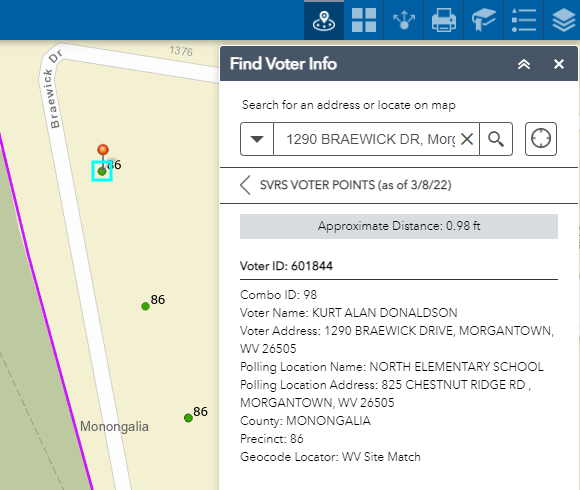 1376
Braewick Dr
86
86
86
Monongalia
Find Voter Info
Search for an address or locate on map
1290 BRAEWICK DR, Morg
SVRS VOTER POINTS (as of 3/8/22)
Approximate Distance: 0.98 ft
Voter ID: 601844
Combo ID: 98
Voter Name: KURT ALAN DONALDSON
Voter Address: 1290 BRAEWICK DRIVE, MORGANTOWN,
WV 26505
Polling Location Name: NORTH ELEMENTARY SCHOOL
Polling Location Address: 825 CHESTNUT RIDGE RD ,
MORGANTOWN, WV 26505
County: MONONGALIA
Precinct: 86
Geocode Locator: WV Site Match